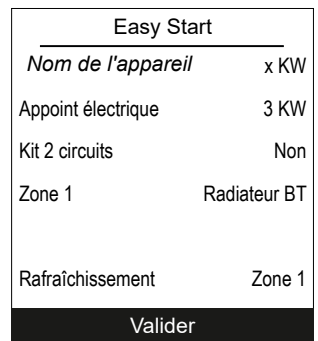 Easy Start
Nom de l'appareil x KW
Appoint électrique 3 KW
Kit 2 circuits Non
Zone 1 Radiateur BT
Rafraîchissement Zone 1
Valider